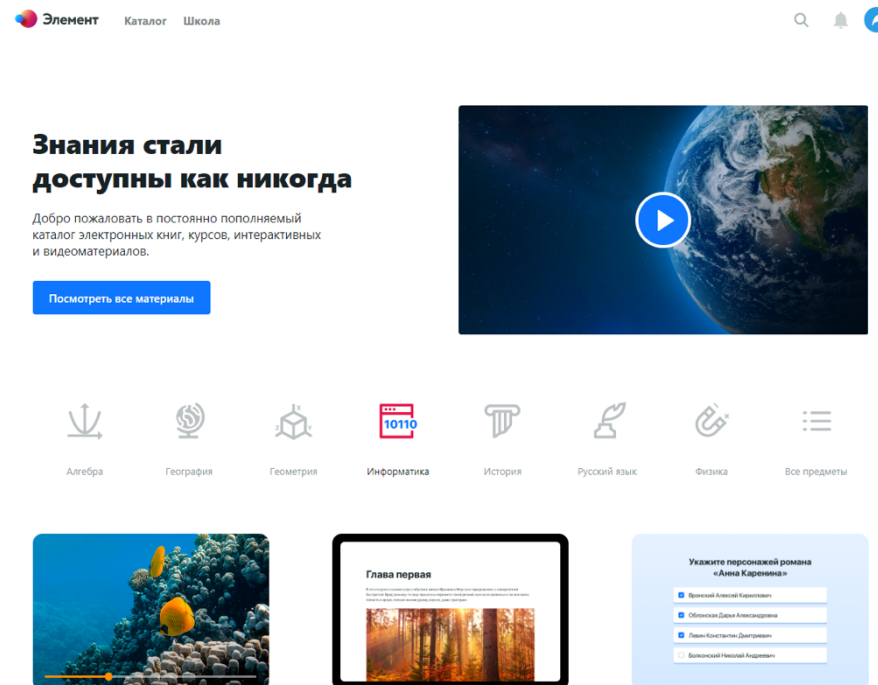 Элемент
Каталог
Школа
Знания стали
доступны как никогда
Добро пожаловать в постоянно пополняемый
каталог электронных книг, курсов, интерактивных
и видеоматериалов.
Посмотреть все материалы
Z
X
Y
10110
Алгебра
География
Геометрия
Информатика
История
Русский язык
Физика
Все предметы
Глава первая
Укажите персонажей романа
«Анна Каренина»
Вронский Алексей Кириллович
Облонская Дарья Александровна
Левин Константин Дмитриевич
Болконский Николай Андреевич